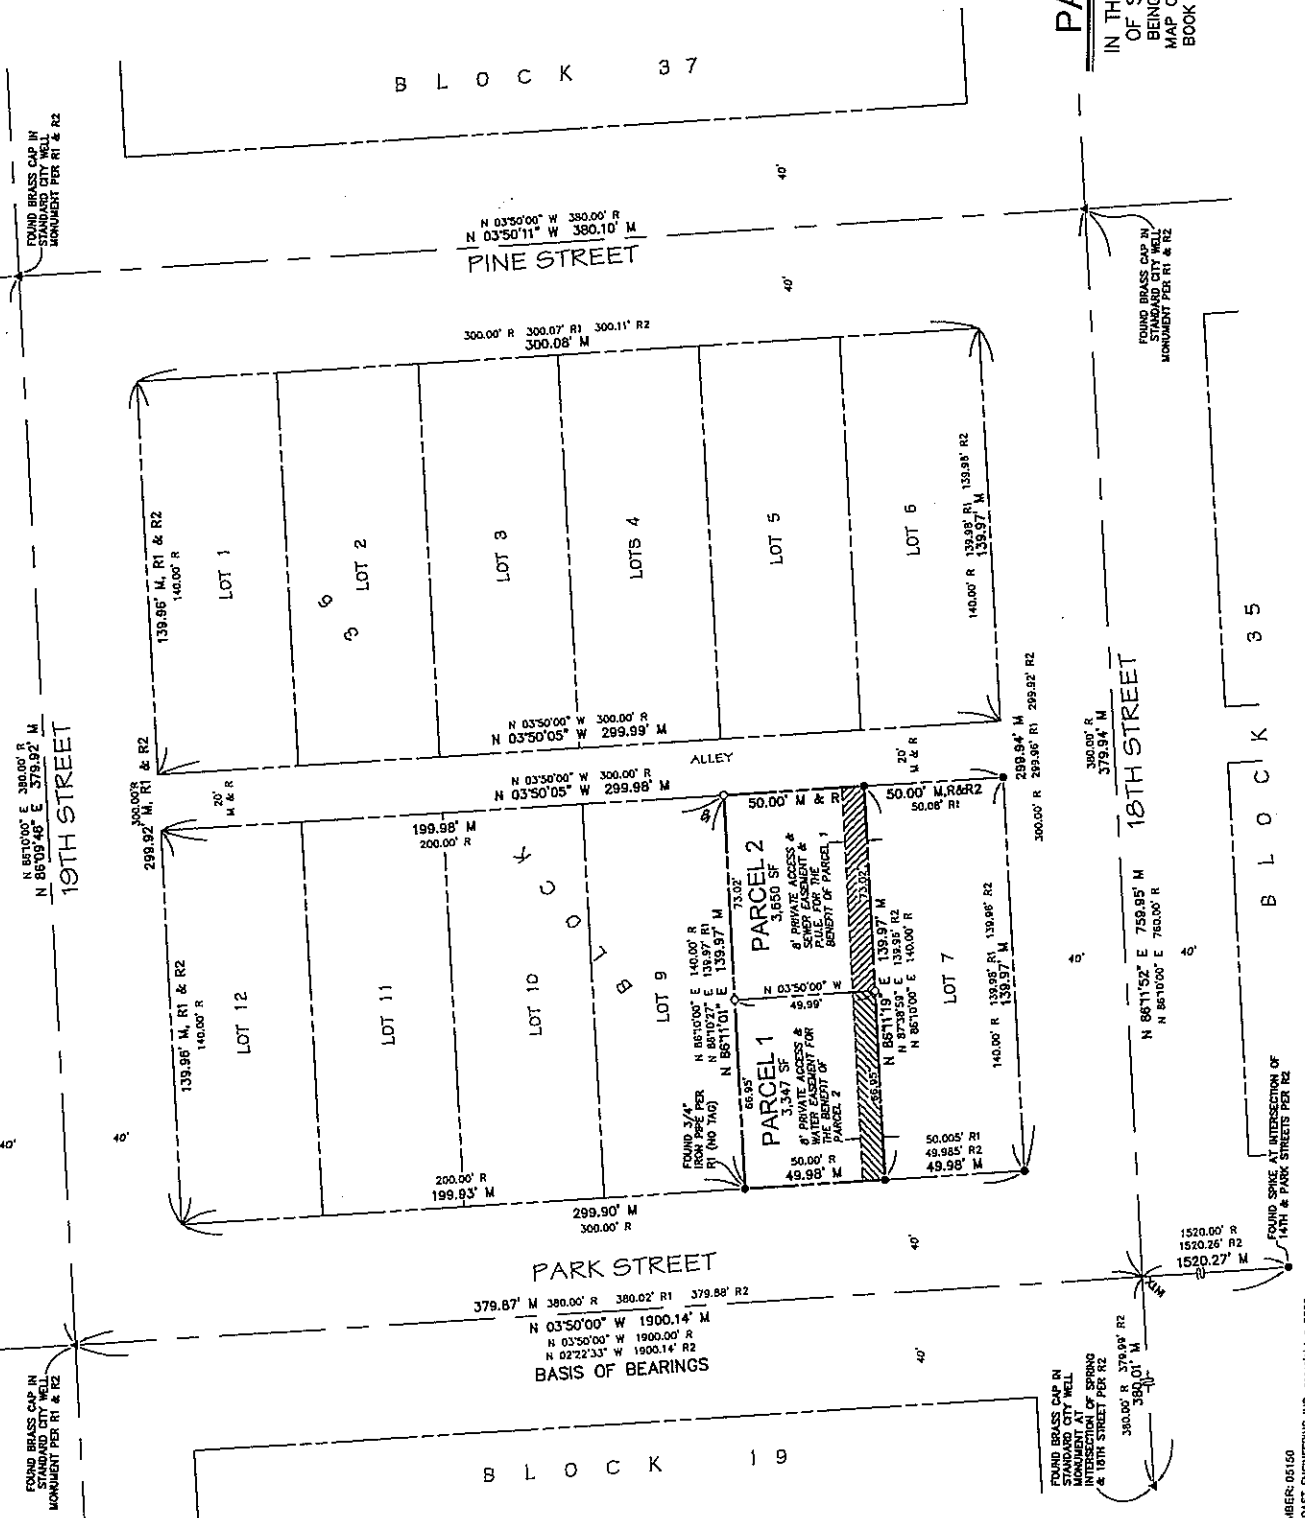 PA
IN TH
OF S
BEING
MAP O
BOOK
BLOCK 37
FOUND BRASS CAP IN
STANDARD CITY WELL
MONUMENT PER R1 & R2
40'
N 03°50'00" W 380.00' R
N 03°50'11" W 380.10' M
PINE STREET
40'
FOUND BRASS CAP IN
STANDARD CITY WELL
MONUMENT PER R1 & R2
300.00' R 300.07' R1 300.11' R2
300.08' M
139.96' M, R1 & R2
140.00' R
LOT 1
LOT 2
LOT 3
LOTS 4
LOT 5
LOT 6
140.00' R 139.98' R1 139.98' R2
139.97' M
36
N 86°10'00" E 380.00' R
N 86°09'46" E 379.92' M
19TH STREET
300.00'R
299.92' M, R1 & R2
20'
M & R
N 03°50'00" W 300.00' R
N 03°50'05" W 299.99' M
ALLEY
20'
M & R
N 03°50'00" W 300.00' R
N 03°50'05" W 299.98' M
299.94' M
300.00' R 299.96' R1 299.92' R2
380.00' R
379.94' M
18TH STREET
BLOCK 35
199.98' M
200.00' R
50.00' M & R
50.00' M,R&R2
50.08' R1
BLOCK
139.96' M, R1 & R2
140.00' R
LOT 12
LOT 11
LOT 10
LOT 9
N 86°10'00" E 140.00' R
N 86°10'27" E 139.97' R1
N 86°11'01" E 139.97' M
73.02'
PARCEL 2
3,650 SF
8' PRIVATE ACCESS &
SEWER EASEMENT &
P.U.E. FOR THE
BENEFIT OF PARCEL 1
73.02'
N 03°50'00" W
49.99'
N 86°11'19" E 139.97' M
N 87°38'59" E 139.95' R2
N 86°10'00" E 140.00' R
LOT 7
140.00' R 139.98' R1 139.96' R2
139.97' M
40'
40'
N 86°11'52" E 759.95' M
N 86°10'00" E 760.00' R
66.95'
PARCEL 1
3,347 SF
8' PRIVATE ACCESS &
WATER EASEMENT FOR
THE BENEFIT OF
PARCEL 2
66.95'
FOUND 3/4"
IRON PIPE PER
R1 (NO TAG)
40'
40'
50.00' R
49.98' M
50.005' R1
49.985' R2
49.98' M
200.00' R
199.93' M
299.90' M
300.00' R
40'
PARK STREET
379.87' M 380.00' R 380.02' R1 379.88' R2
N 03°50'00" W 1900.14' M
N 03°50'00" W 1900.00' R
N 02°22'33" W 1900.14' R2
BASIS OF BEARINGS
40'
1520.00' R
1520.26' R2
1520.27' M
FOUND SPIKE AT INTERSECTION OF
14TH & PARK STREETS PER R2
FOUND BRASS CAP IN
STANDARD CITY WELL
MONUMENT PER R1 & R2
FOUND BRASS CAP IN
STANDARD CITY WELL
MONUMENT AT
INTERSECTION OF SPRING
& 18TH STREET PER R2
380.00' R 379.99' R2
380.01' M
BLOCK 19
MBER: 05150